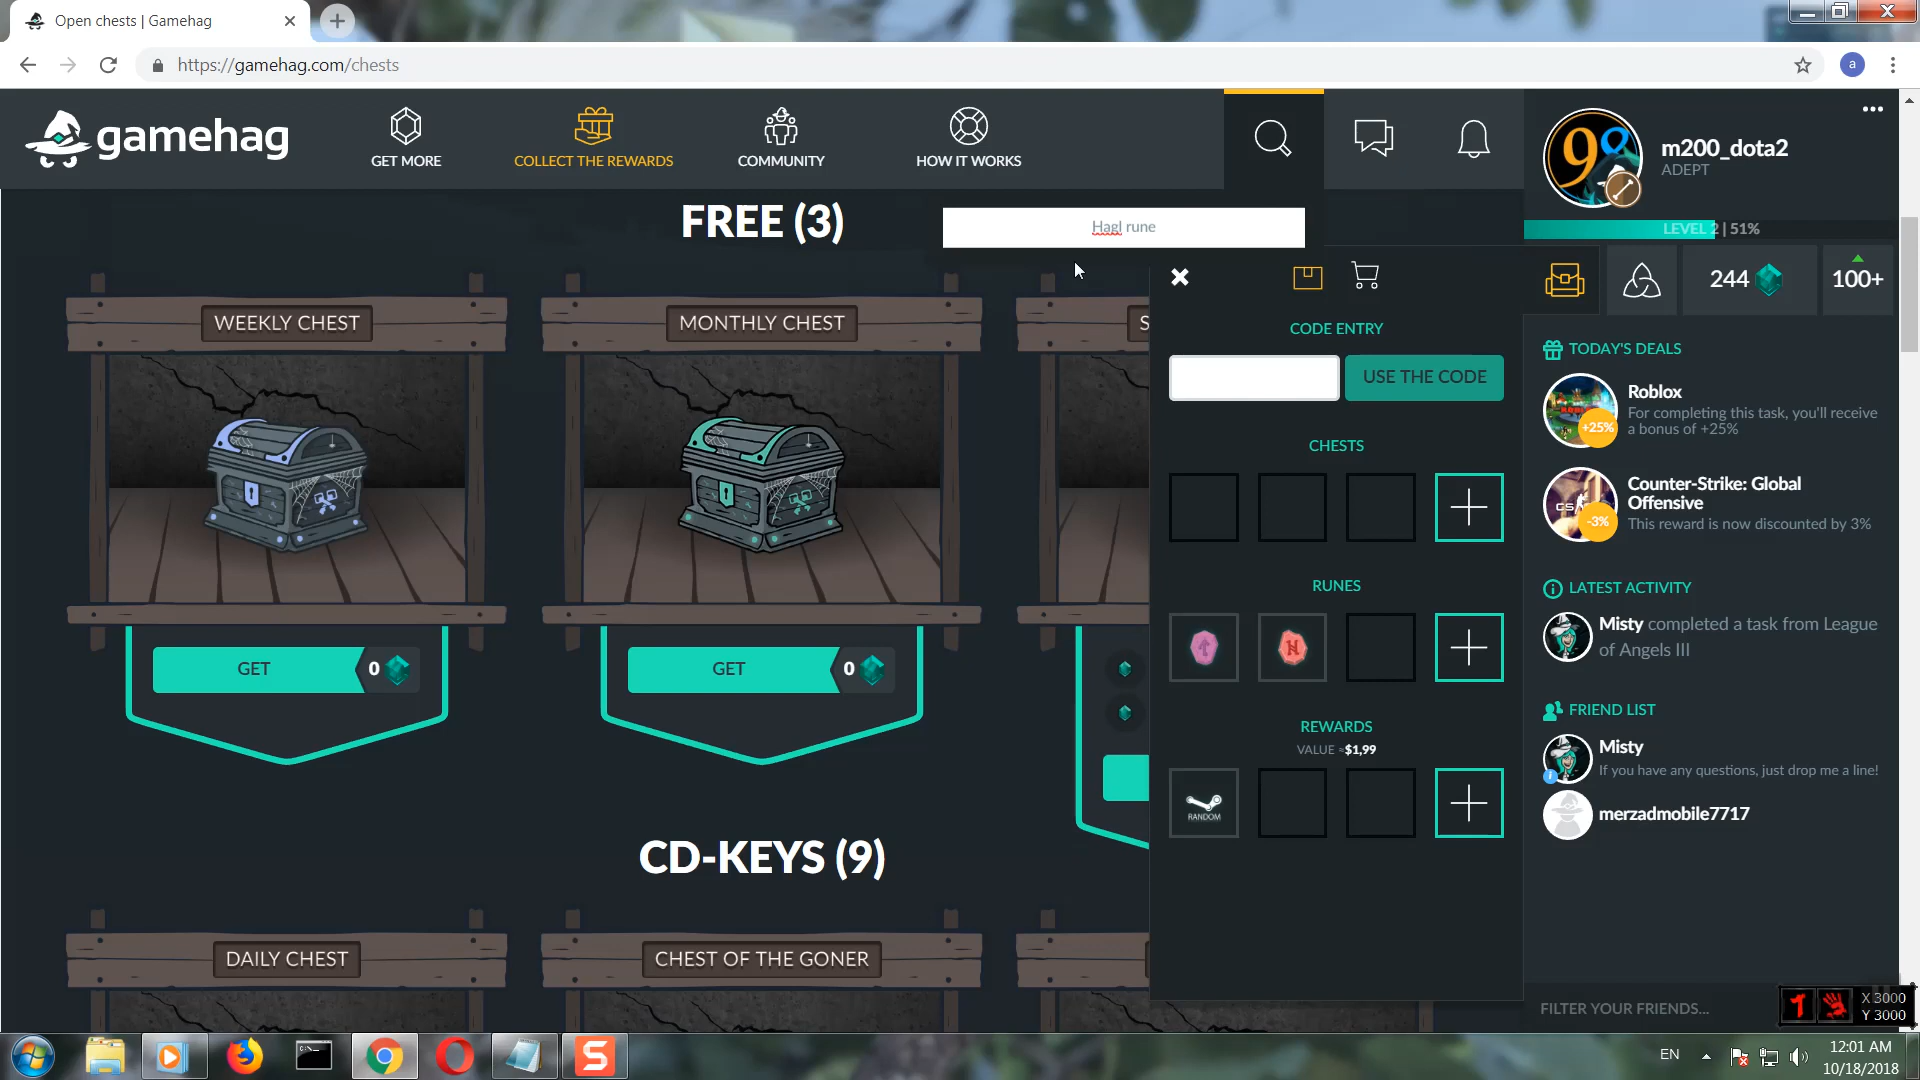 Open chests | Gamehag
https://gamehag.com/chests
a
gamehag
GET MORE
COLLECT THE REWARDS
COMMUNITY
HOW IT WORKS
98
m200_dota2
ADEPT
LEVEL 2 | 51%
FREE (3)
Hagl rune
244
100+
WEEKLY CHEST
MONTHLY CHEST
S
CODE ENTRY
USE THE CODE
CHESTS
RUNES
REWARDS
VALUE ≈$1,99
RANDOM
GET
0
GET
0
CD-KEYS (9)
DAILY CHEST
CHEST OF THE GONER
TODAY'S DEALS
Roblox
For completing this task, you'll receive
a bonus of +25%
+25%
Counter-Strike: Global
Offensive
This reward is now discounted by 3%
CS
-3%
LATEST ACTIVITY
Misty completed a task from League
of Angels III
FRIEND LIST
Misty
If you have any questions, just drop me a line!
merzadmobile7717
FILTER YOUR FRIENDS...
X 3000
Y 3000
EN
12:01 AM
10/18/2018